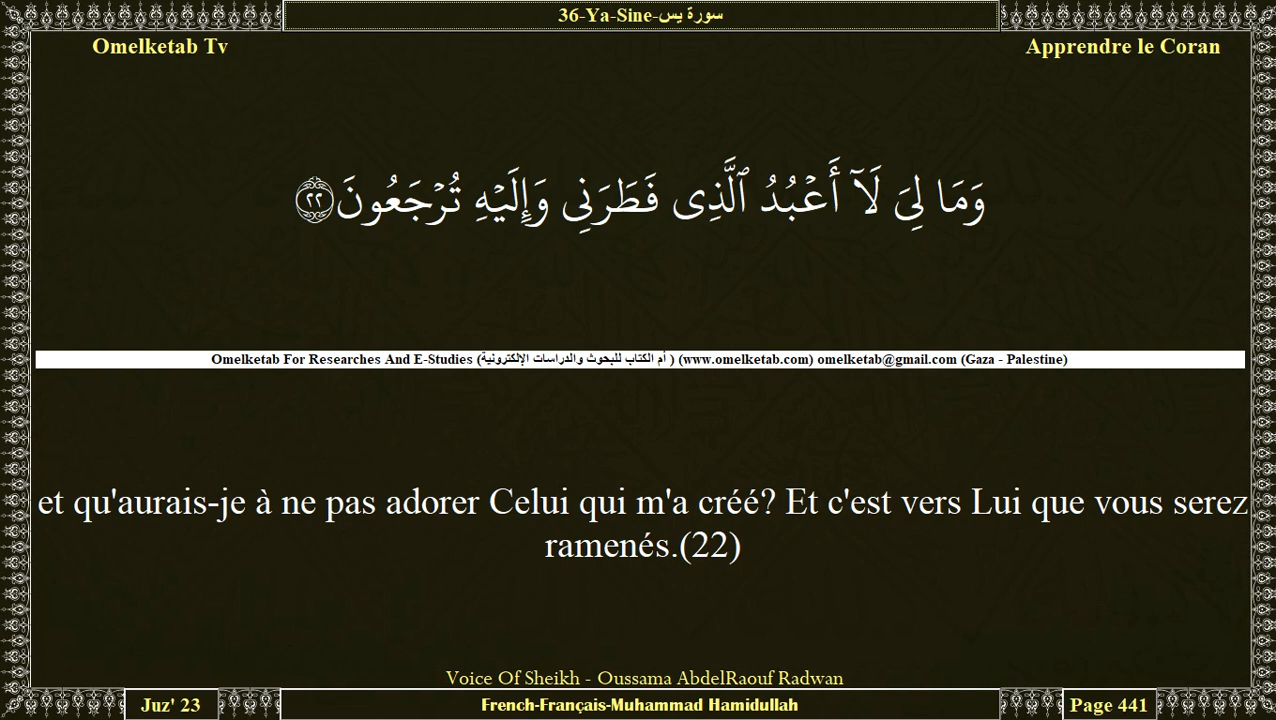 36-Ya-Sine-سورة يس
Omelketab Tv
Apprendre le Coran
وَمَا لِىَ لَآ أَعْبُدُ ٱلَّذِى فَطَرَنِى وَإِلَيْهِ تُرْجَعُونَ ٢٢
Omelketab For Researches And E-Studies (أم الكتاب للبحوث والدراسات الإلكترونية ) (www.omelketab.com) omelketab@gmail.com (Gaza - Palestine)
et qu'aurais-je à ne pas adorer Celui qui m'a créé? Et c'est vers Lui que vous serez
ramenés.(22)
Voice Of Sheikh - Oussama AbdelRaouf Radwan
Juz' 23
French-Français-Muhammad Hamidullah
Page 441